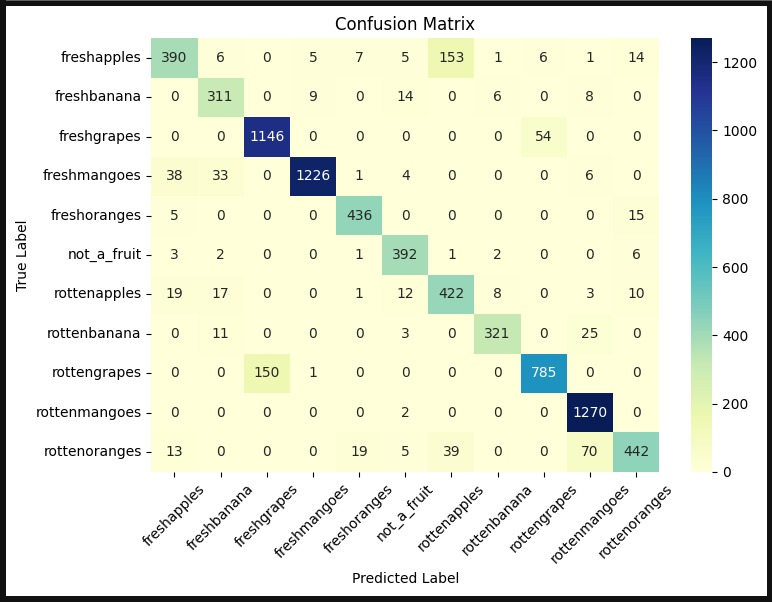 Confusion Matrix
freshapples 390 6 0 5 7 5 153 1 6 1 14
freshbanana 0 311 0 9 0 14 0 6 0 8 0
freshgrapes 0 0 1146 0 0 0 0 0 54 0 0
freshmangoes 38 33 0 1226 1 4 0 0 0 6 0
freshoranges 5 0 0 0 436 0 0 0 0 0 15
not_a_fruit 3 2 0 0 1 392 1 2 0 0 6
rottenapples 19 17 0 0 1 12 422 8 0 3 10
rottenbanana 0 11 0 0 0 3 0 321 0 25 0
rottengrapes 0 0 150 1 0 0 0 0 785 0 0
rottenmangoes 0 0 0 0 0 2 0 0 0 1270 0
rottenoranges 13 0 0 0 19 5 39 0 0 70 442
True Label
freshapples freshbanana freshgrapes freshmangoes freshoranges not_a_fruit rottenapples rottenbanana rottengrapes rottenmangoes rottenoranges
Predicted Label
1200
1000
800
600
400
200
0